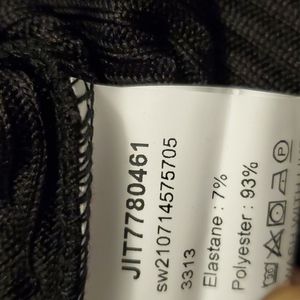 JIT7780461
sw210714575705
3313
Elastane : 7%
Polyester : 93%